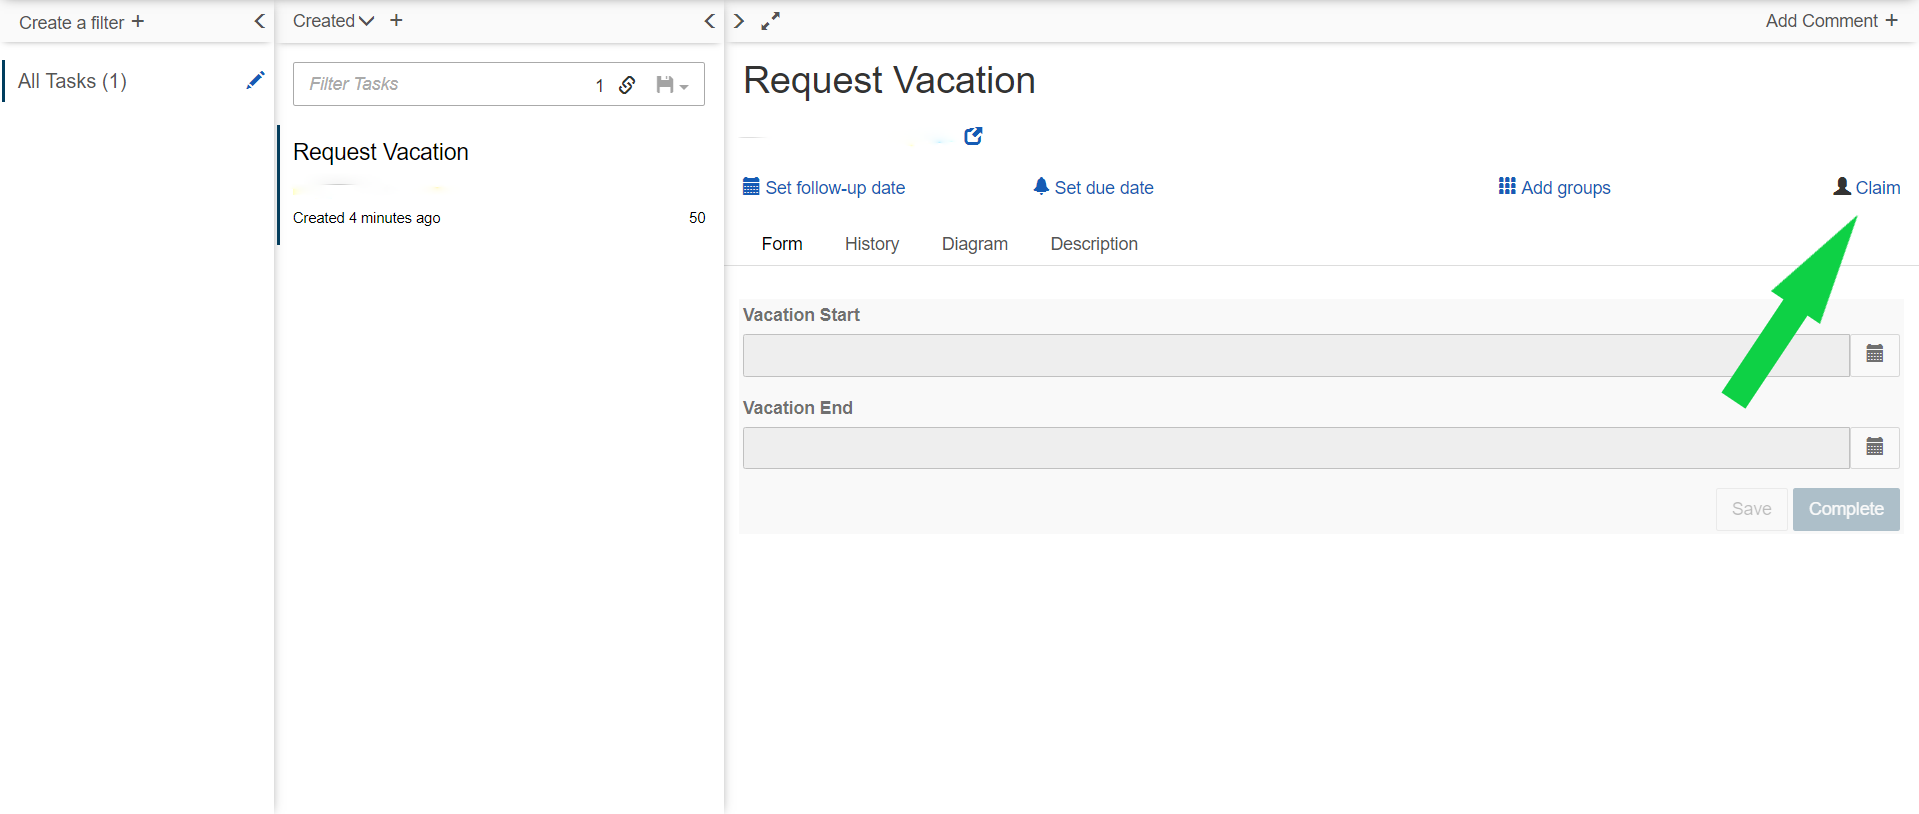 Create a filter +
All Tasks (1)
Created +
Filter Tasks 1
Request Vacation
Created 4 minutes ago 50
Add Comment +
Request Vacation
Set follow-up date Set due date Add groups Claim
Form History Diagram Description
Vacation Start
Vacation End
Save Complete